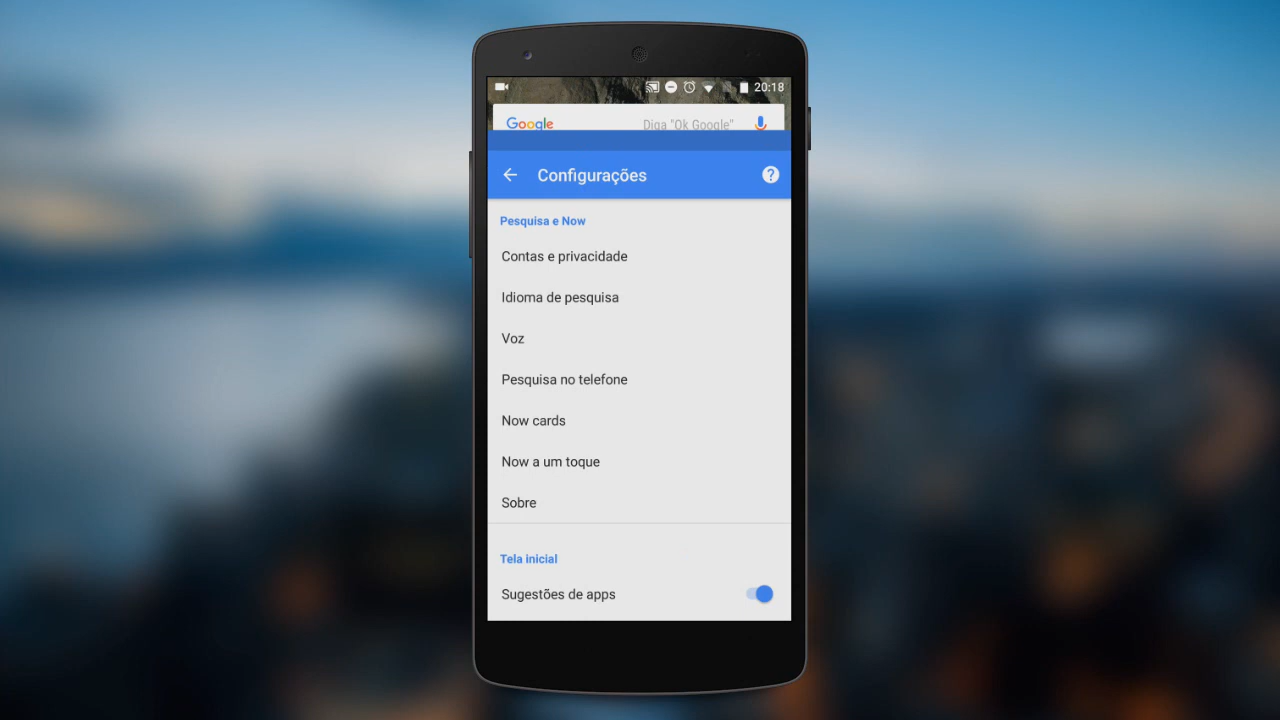 20:18
Google Diga "Ok Google"
Configurações
Pesquisa e Now
Contas e privacidade
Idioma de pesquisa
Voz
Pesquisa no telefone
Now cards
Now a um toque
Sobre
Tela inicial
Sugestões de apps